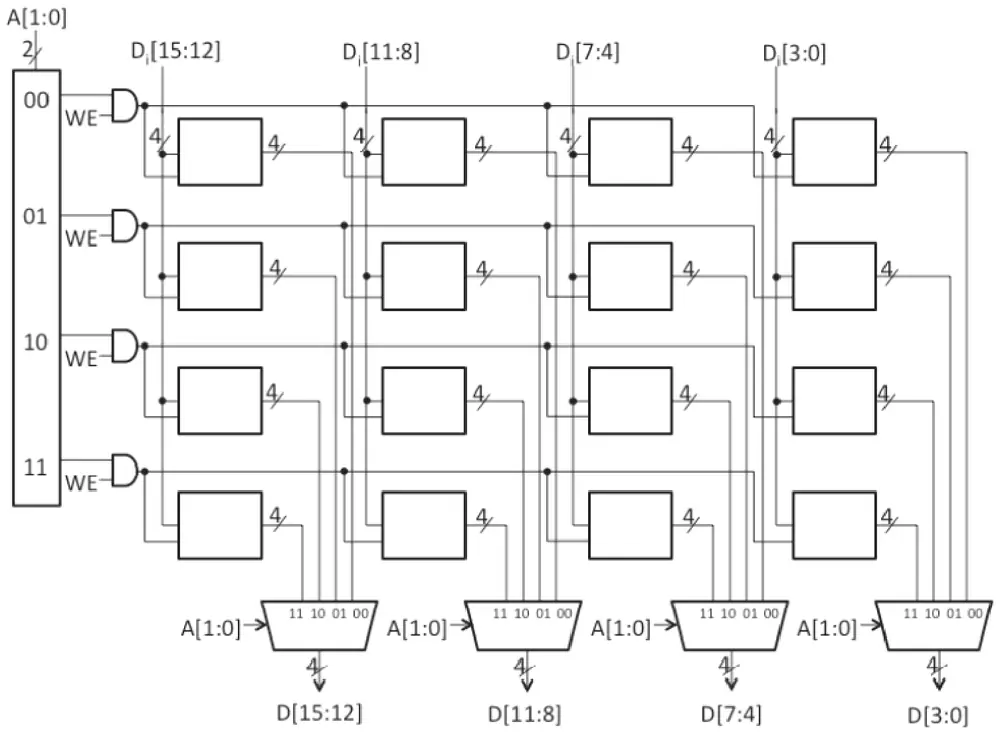 A[1:0]
2
Di[15:12] Di[11:8] Di[7:4] Di[3:0]
00
WE
4 4 4 4 4 4 4 4
01
WE
4 4 4 4
10
WE
4 4 4 4
11
WE
4 4 4 4
11 10 01 00 11 10 01 00 11 10 01 00 11 10 01 00
A[1:0] A[1:0] A[1:0] A[1:0]
4 4 4 4
D[15:12] D[11:8] D[7:4] D[3:0]